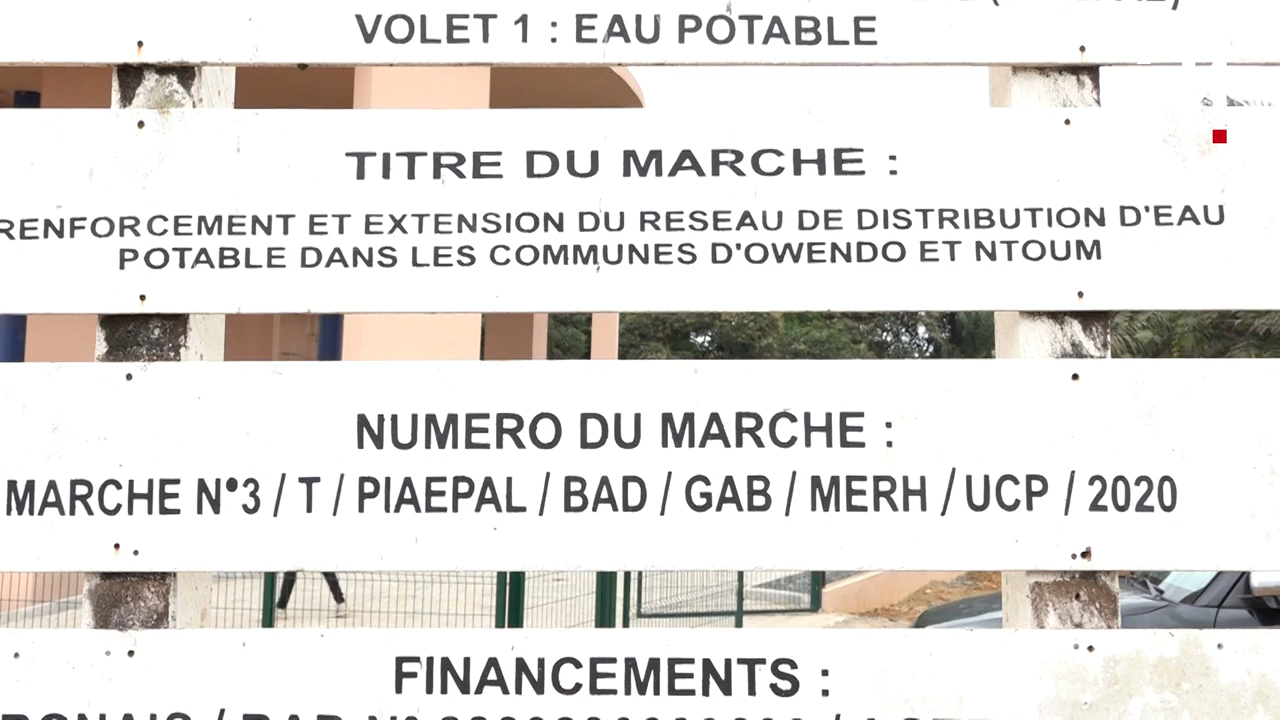 VOLET 1 : EAU POTABLE
TITRE DU MARCHE :
RENFORCEMENT ET EXTENSION DU RESEAU DE DISTRIBUTION D'EAU
POTABLE DANS LES COMMUNES D'OWENDO ET NTOUM
NUMERO DU MARCHE :
MARCHE N°3 / T / PIAEPAL / BAD / GAB / MERH / UCP / 2020
FINANCEMENTS :